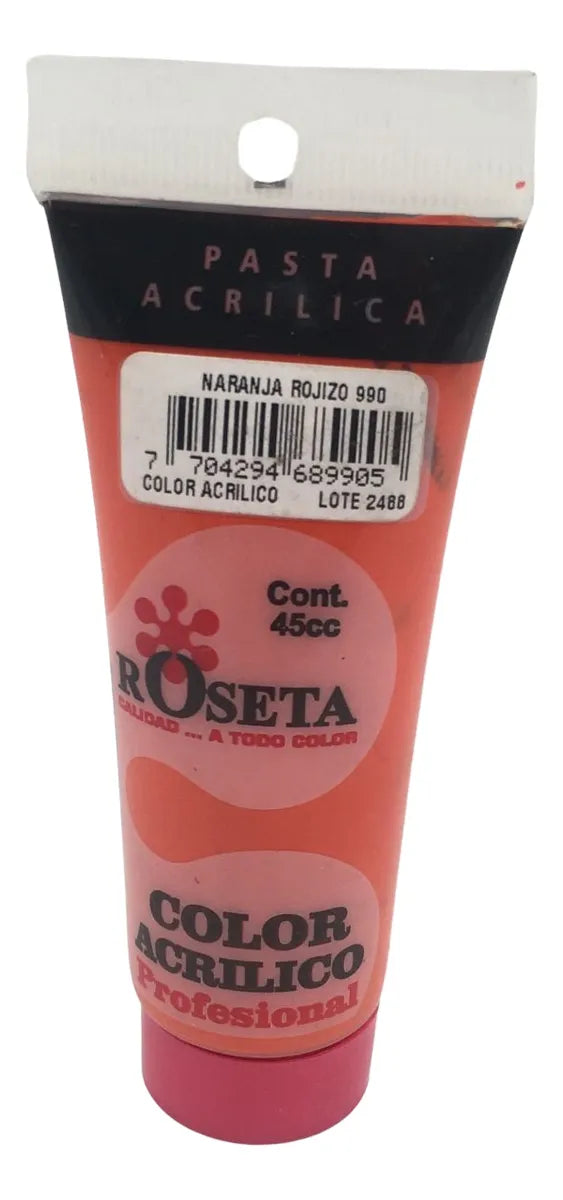 PASTA
ACRILICA
NARANJA ROJIZO 990
7 704294 689905
COLOR ACRILICO LOTE 2488
Cont.
45cc
ROSETA
CALIDAD ... A TODO COLOR
COLOR
ACRILICO
Profesional